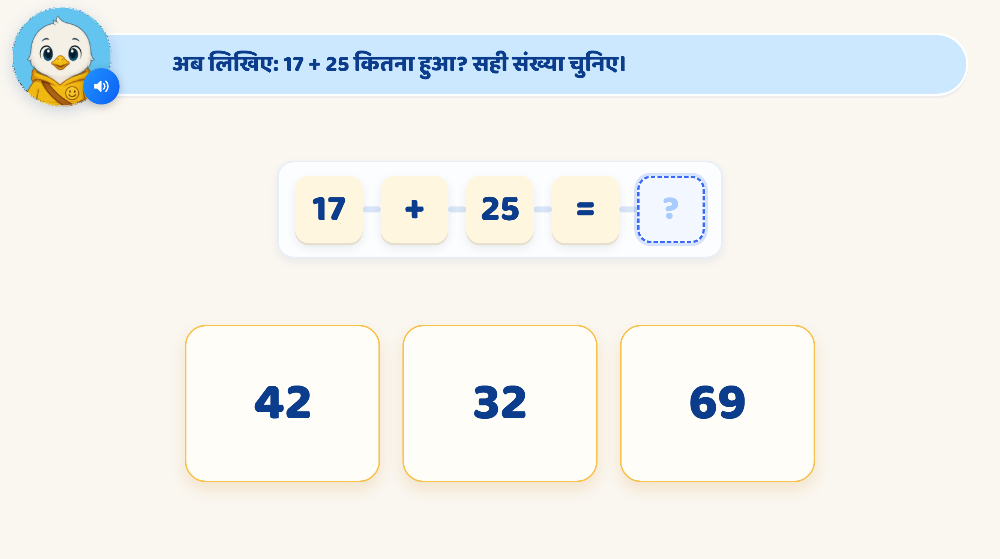 अब लिखिए: 17 + 25 कितना हुआ? सही संख्या चुनिए।
17 + 25 = ?
42 32 69